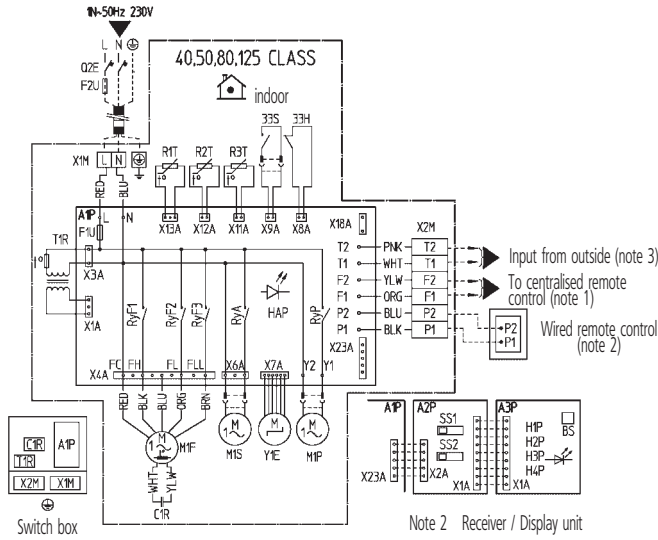 1N~50Hz 230V
L N
Q2E
F2U
40,50,80,125 CLASS
indoor
33S 33H
X1M L N
R1T R2T R3T
RED BLU
X13A X12A X11A X9A X8A
A1P L N
F1U
T1R
X3A
X1A
X18A X2M
T2 PNK T2
T1 WHT T1
F2 YLW F2
F1 ORG F1
P2 BLU P2
P1 BLK P1
Input from outside (note 3)
To centralised remote
control (note 1)
P2
P1
Wired remote control
(note 2)
RyF1 RyF2 RyF3 RyA HAP RyP
X23A
FC FH FL FLL X6A X7A Y2 Y1
X4A
RED BLK BLU ORG BRN
M 1~ M1F
M 1~ M1S
M Y1E
M 1~ M1P
WHT YLW
C1R
C1R A1P
T1R
X2M X1M
Switch box
A1P A2P A3P
SS1
SS2
X23A X2A X1A X1A
H1P
H2P
H3P
H4P
BS
Note 2 Receiver / Display unit